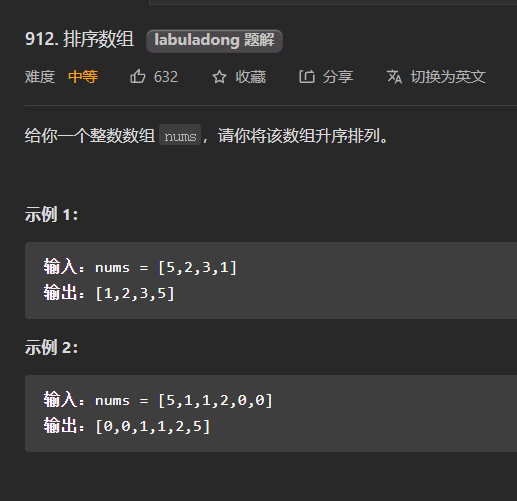 912. 排序数组 labuladong 题解
难度 中等 632 收藏 分享 切换为英文
给你一个整数数组 nums，请你将该数组升序排列。
示例 1：
输入：nums = [5,2,3,1]
输出：[1,2,3,5]
示例 2：
输入：nums = [5,1,1,2,0,0]
输出：[0,0,1,1,2,5]